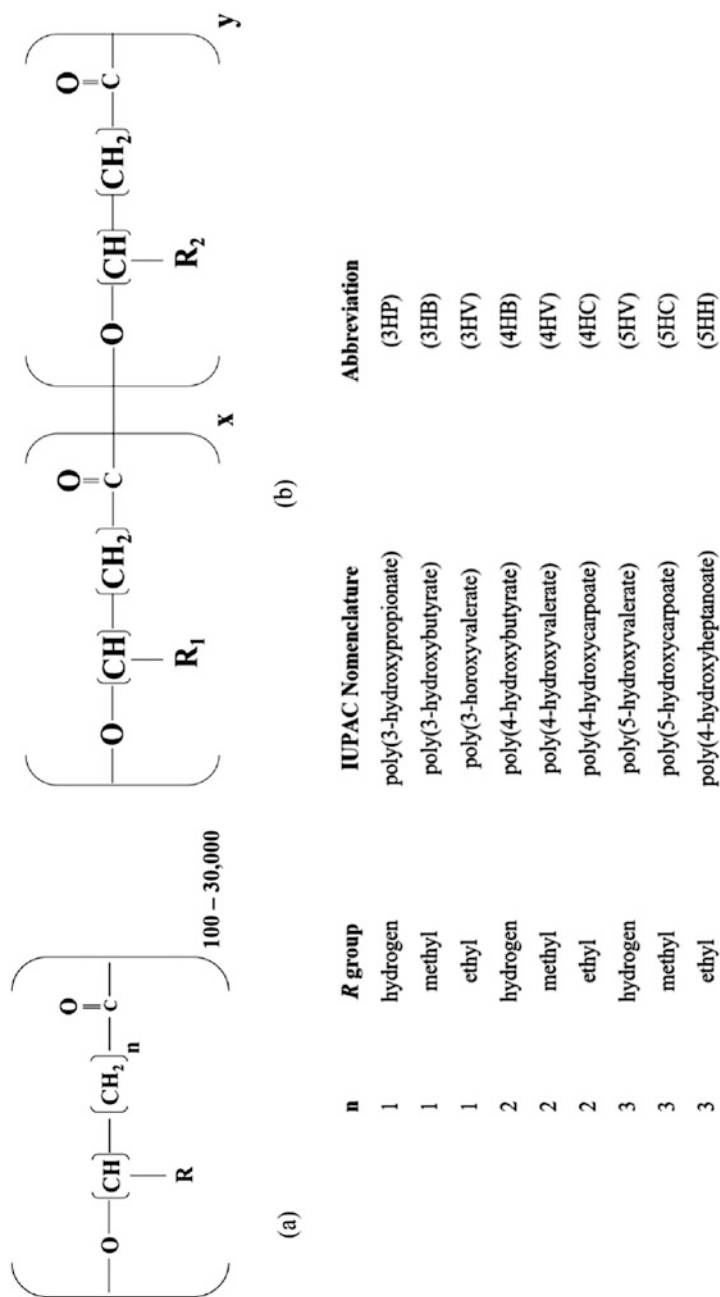 O
O
O
—O—(CH)—(CH₂)ₙ—C—
—O—(CH)—(CH₂—C—
O—(CH)—(CH₂)—C—
R
R₁
R₂
100 – 30,000
x
y
(a)
(b)
n R group IUPAC Nomenclature Abbreviation
1 hydrogen poly(3-hydroxypropionate) (3HP)
1 methyl poly(3-hydroxybutyrate) (3HB)
1 ethyl poly(3-horoxyvalerate) (3HV)
2 hydrogen poly(4-hydroxybutyrate) (4HB)
2 methyl poly(4-hydroxyvalerate) (4HV)
2 ethyl poly(4-hydroxycarpoate) (4HC)
3 hydrogen poly(5-hydroxyvalerate) (5HV)
3 methyl poly(5-hydroxycarpoate) (5HC)
3 ethyl poly(4-hydroxyheptanoate) (5HH)